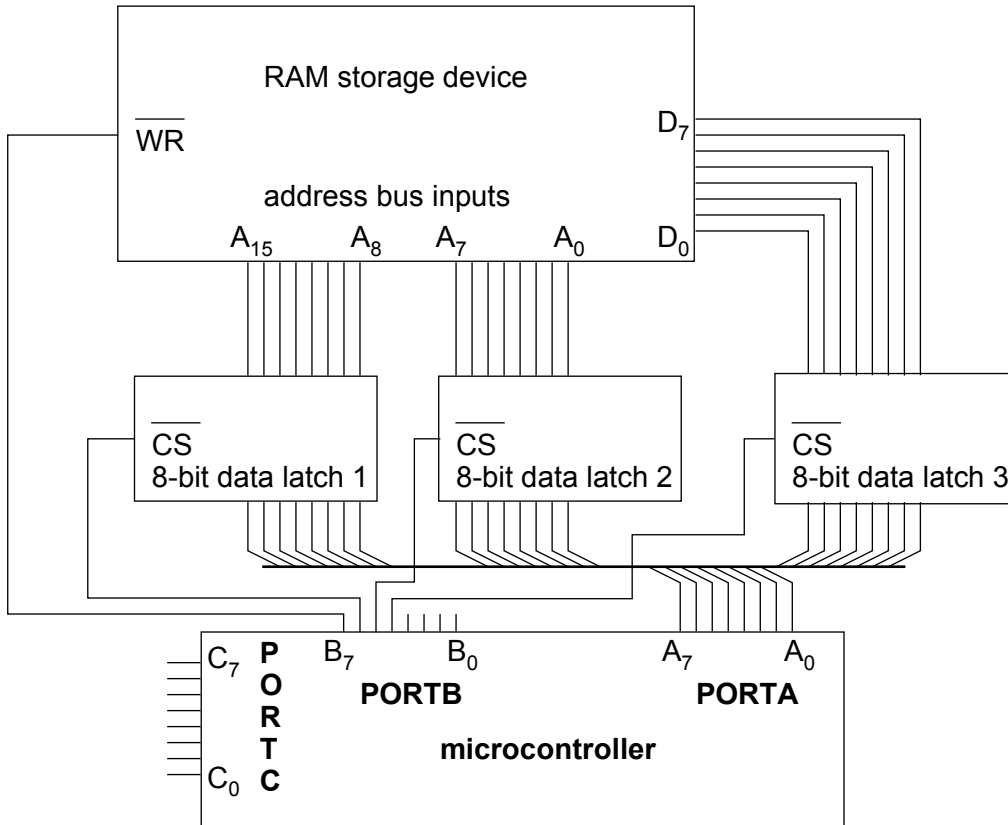 RAM storage device
WR
D7
address bus inputs
A15 A8 A7 A0 D0
CS
8-bit data latch 1
CS
8-bit data latch 2
CS
8-bit data latch 3
C7
PORTC
C0
B7 B0
PORTB
A7 A0
PORTA
microcontroller